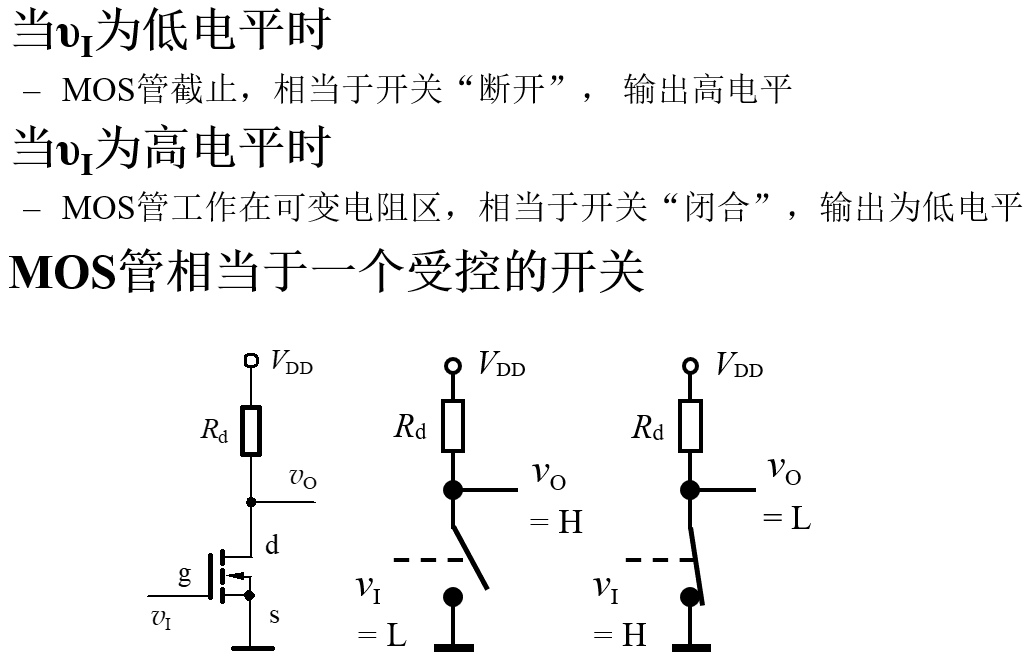 当υI为低电平时
– MOS管截止，相当于开关“断开”， 输出高电平
当υI为高电平时
– MOS管工作在可变电阻区，相当于开关“闭合”，输出为低电平
MOS管相当于一个受控的开关
VDD
Rd
vO
d
g
s
vI
VDD
Rd
vO
= H
vI
= L
VDD
Rd
vO
= L
vI
= H